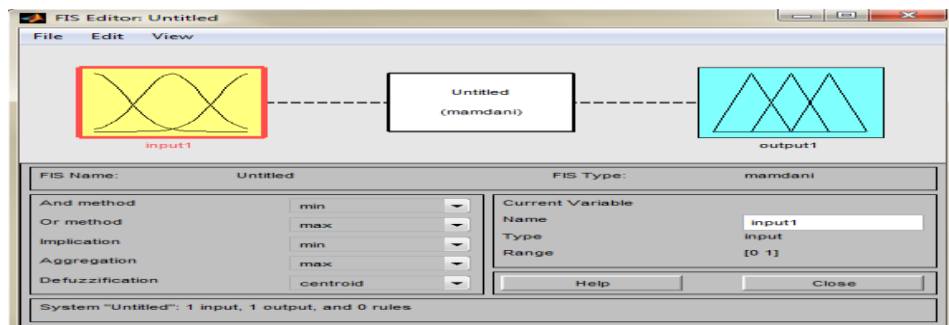 FIS Editor: Untitled
File Edit View
Untitled
(mamdani)
input1
output1
FIS Name: Untitled FIS Type: mamdani
And method min
Or method max
Implication min
Aggregation max
Defuzzification centroid
Current Variable
Name input1
Type input
Range [0 1]
Help Close
System "Untitled": 1 input, 1 output, and 0 rules